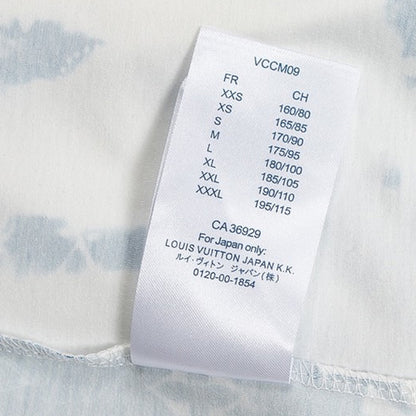 VCCM09
FR CH
XXS 160/80
XS 165/85
S 170/90
M 175/95
L 180/100
XL 185/105
XXL 190/110
XXXL 195/115
CA 36929
For Japan only:
LOUIS VUITTON JAPAN K.K.
ルイ・ヴィトン ジャパン(株)
0120-00-1854